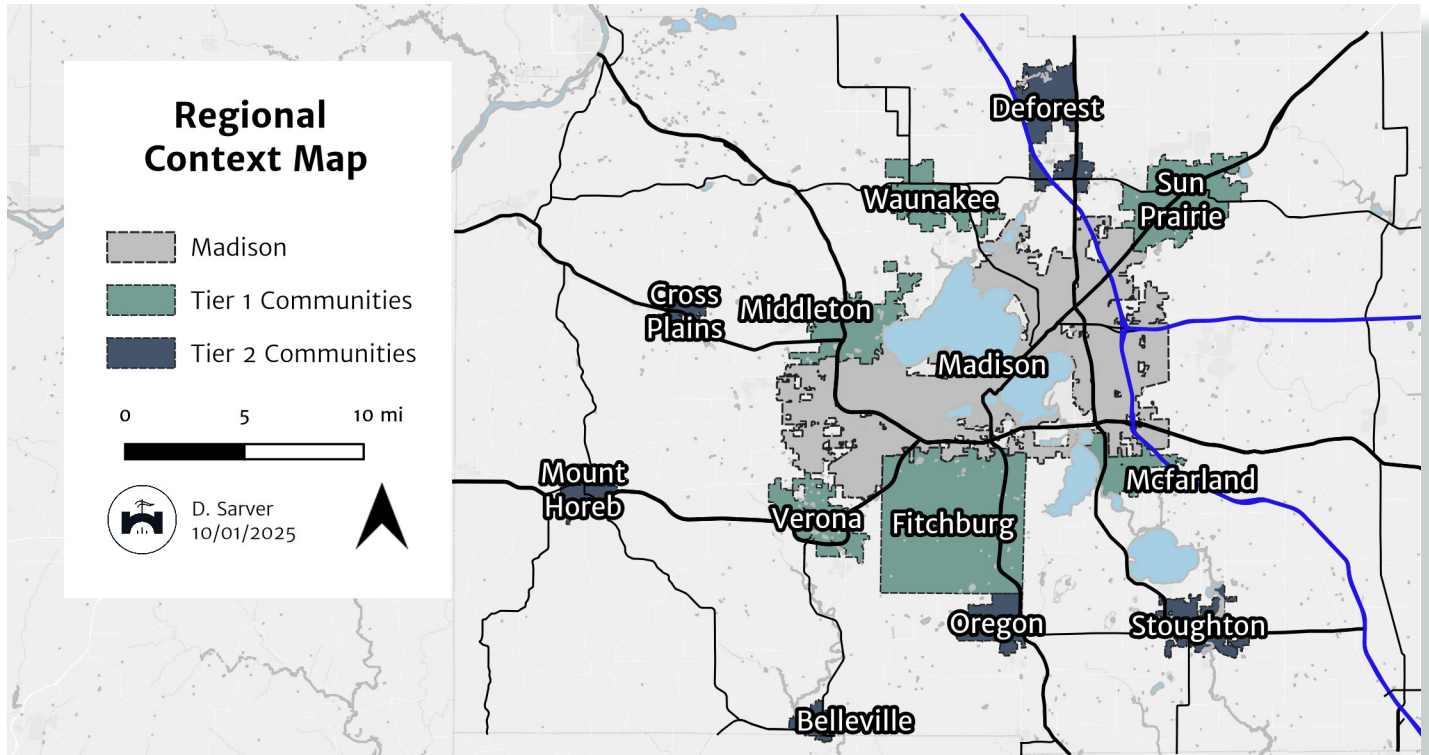 Regional
Context Map
Madison
Tier 1 Communities
Tier 2 Communities
0 5 10 mi
D. Sarver
10/01/2025
Deforest
Waunakee
Sun
Prairie
Cross
Plains
Middleton
Madison
Mount
Horeb
Verona
Fitchburg
Mcfarland
Oregon
Stoughton
Belleville